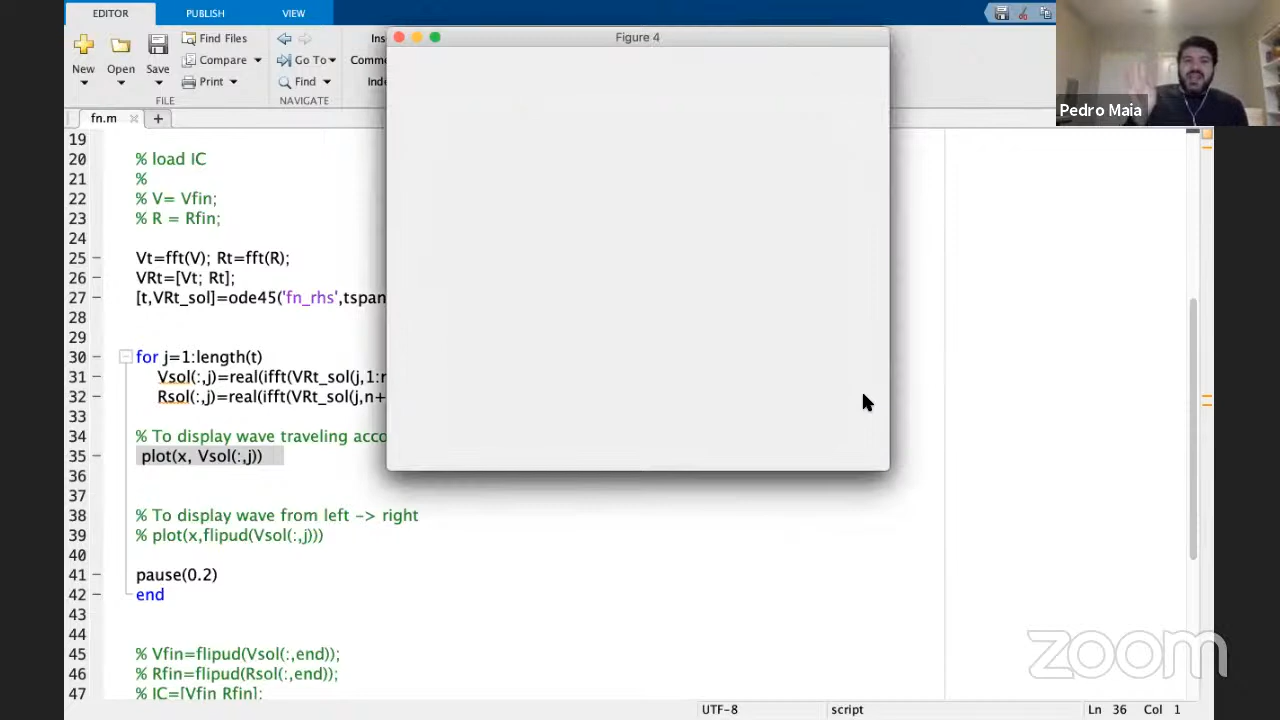 EDITOR
PUBLISH
VIEW
Figure 4
New
Open
Save
Find Files
Compare
Print
Go To
Find
Ins
Comme
Inde
FILE
NAVIGATE
Pedro Maia
fn.m
19
20 % load IC
21 %
22 % V= Vfin;
23 % R = Rfin;
24
25 Vt=fft(V); Rt=fft(R);
26 VRt=[Vt; Rt];
27 [t,VRt_sol]=ode45('fn_rhs',tspan
28
29
30 for j=1:length(t)
31 Vsol(:,j)=real(ifft(VRt_sol(j,1:n
32 Rsol(:,j)=real(ifft(VRt_sol(j,n+
33
34 % To display wave traveling acco
35 plot(x, Vsol(:,j))
36
37
38 % To display wave from left -> right
39 % plot(x,flipud(Vsol(:,j)))
40
41 pause(0.2)
42 end
43
44
45 % Vfin=flipud(Vsol(:,end));
46 % Rfin=flipud(Rsol(:,end));
47 % IC=[Vfin Rfin];
zoom
UTF-8
script
Ln 36 Col 1